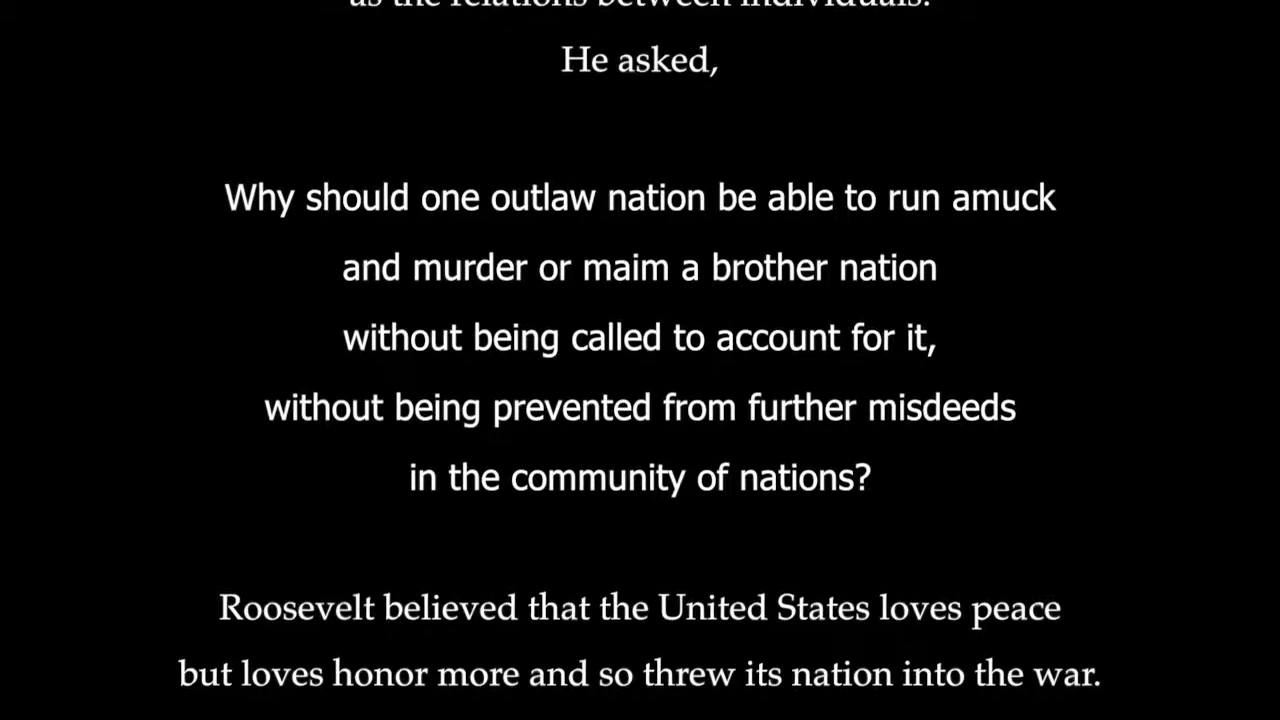 as the relations between individuals.
He asked,
Why should one outlaw nation be able to run amuck
and murder or maim a brother nation
without being called to account for it,
without being prevented from further misdeeds
in the community of nations?
Roosevelt believed that the United States loves peace
but loves honor more and so threw its nation into the war.